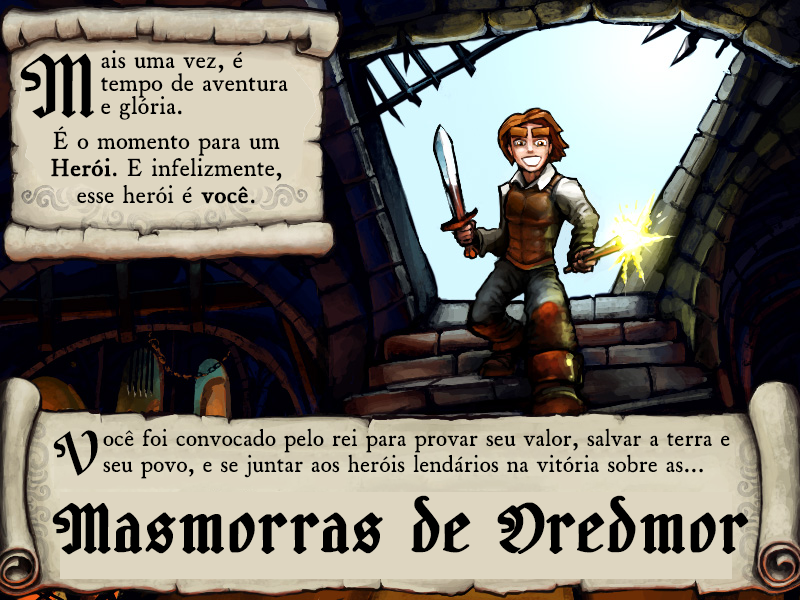 Mais uma vez, é
tempo de aventura
e glória.
É o momento para um
Herói. E infelizmente,
esse herói é você.
Você foi convocado pelo rei para provar seu valor, salvar a terra e
seu povo, e se juntar aos heróis lendários na vitória sobre as...
Masmorras de Dredmor